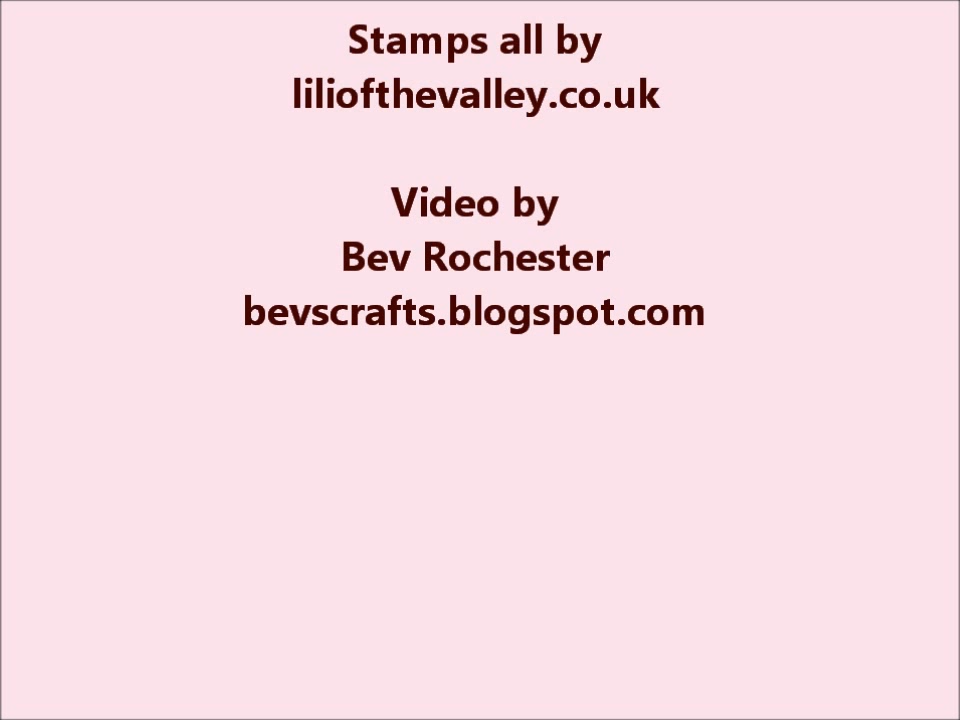 Stamps all by
liliofthevalley.co.uk
Video by
Bev Rochester
bevscrafts.blogspot.com